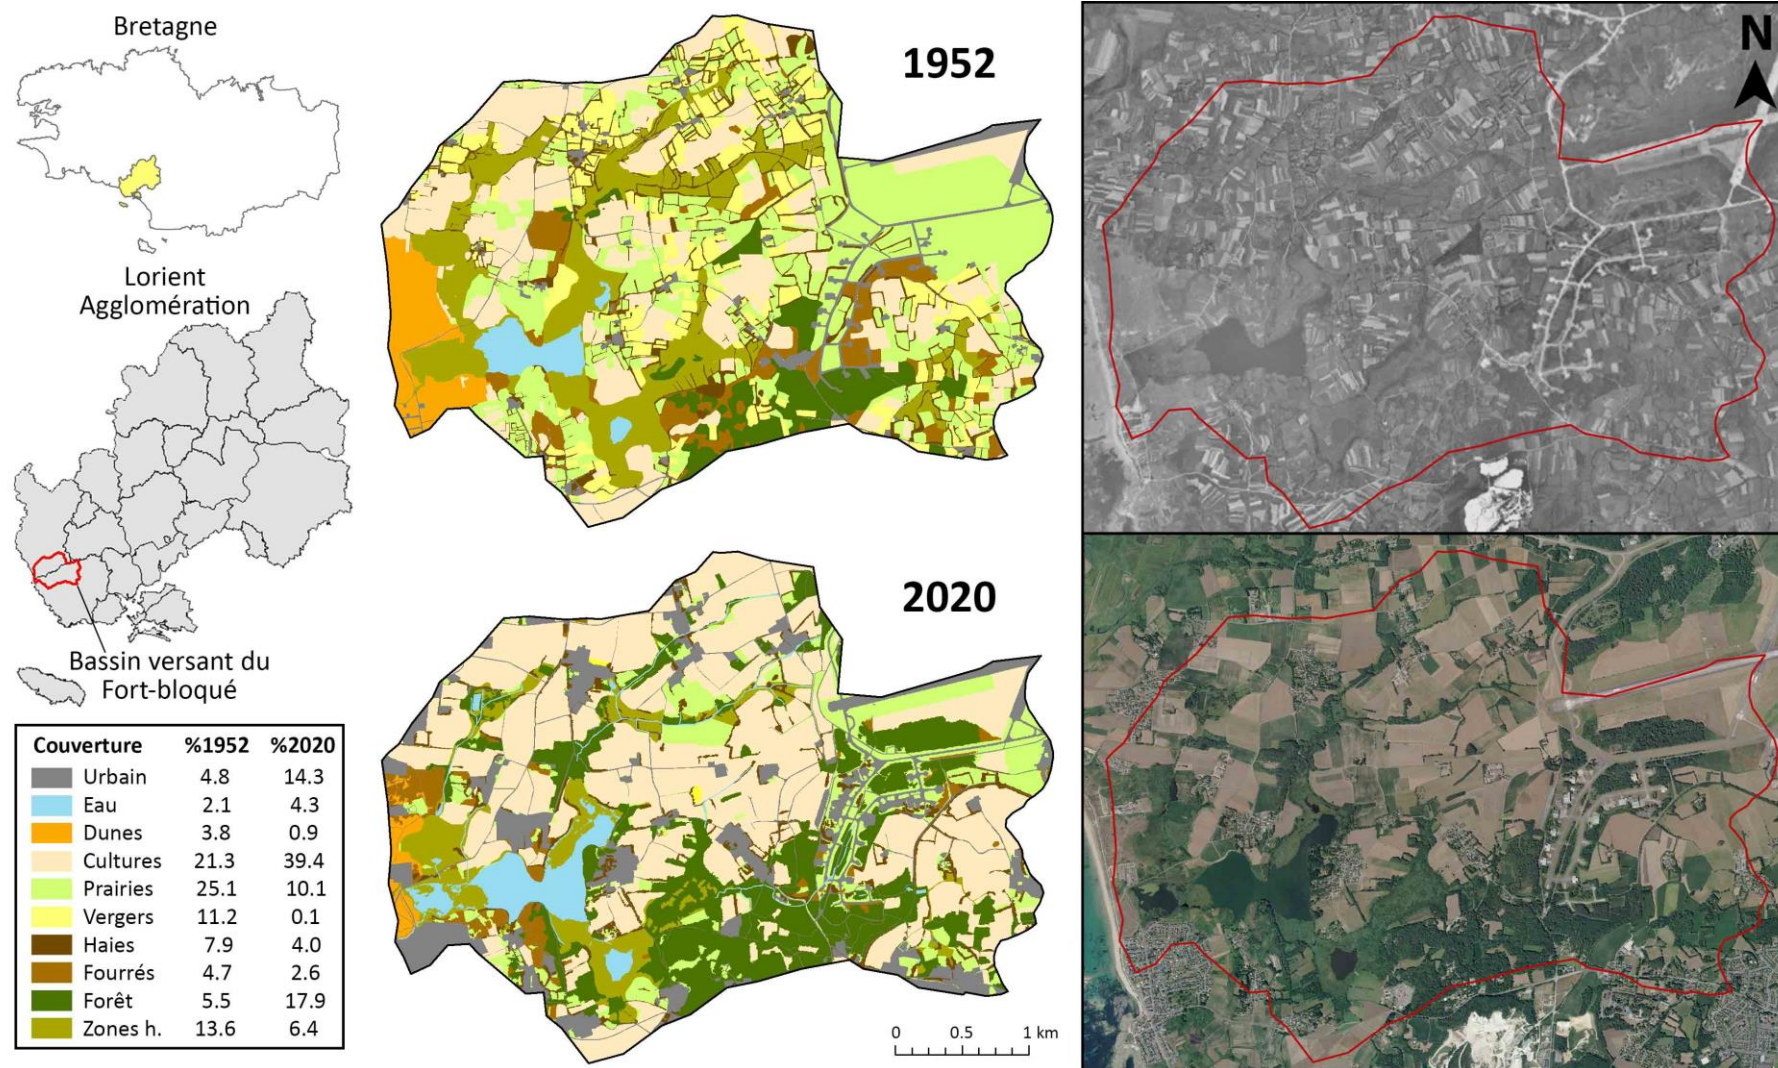 Bretagne
Lorient
Agglomération
Bassin versant du
Fort-bloqué
Couverture %1952 %2020
Urbain 4.8 14.3
Eau 2.1 4.3
Dunes 3.8 0.9
Cultures 21.3 39.4
Prairies 25.1 10.1
Vergers 11.2 0.1
Haies 7.9 4.0
Fourrés 4.7 2.6
Forêt 5.5 17.9
Zones h. 13.6 6.4
1952
2020
0 0.5 1 km
N